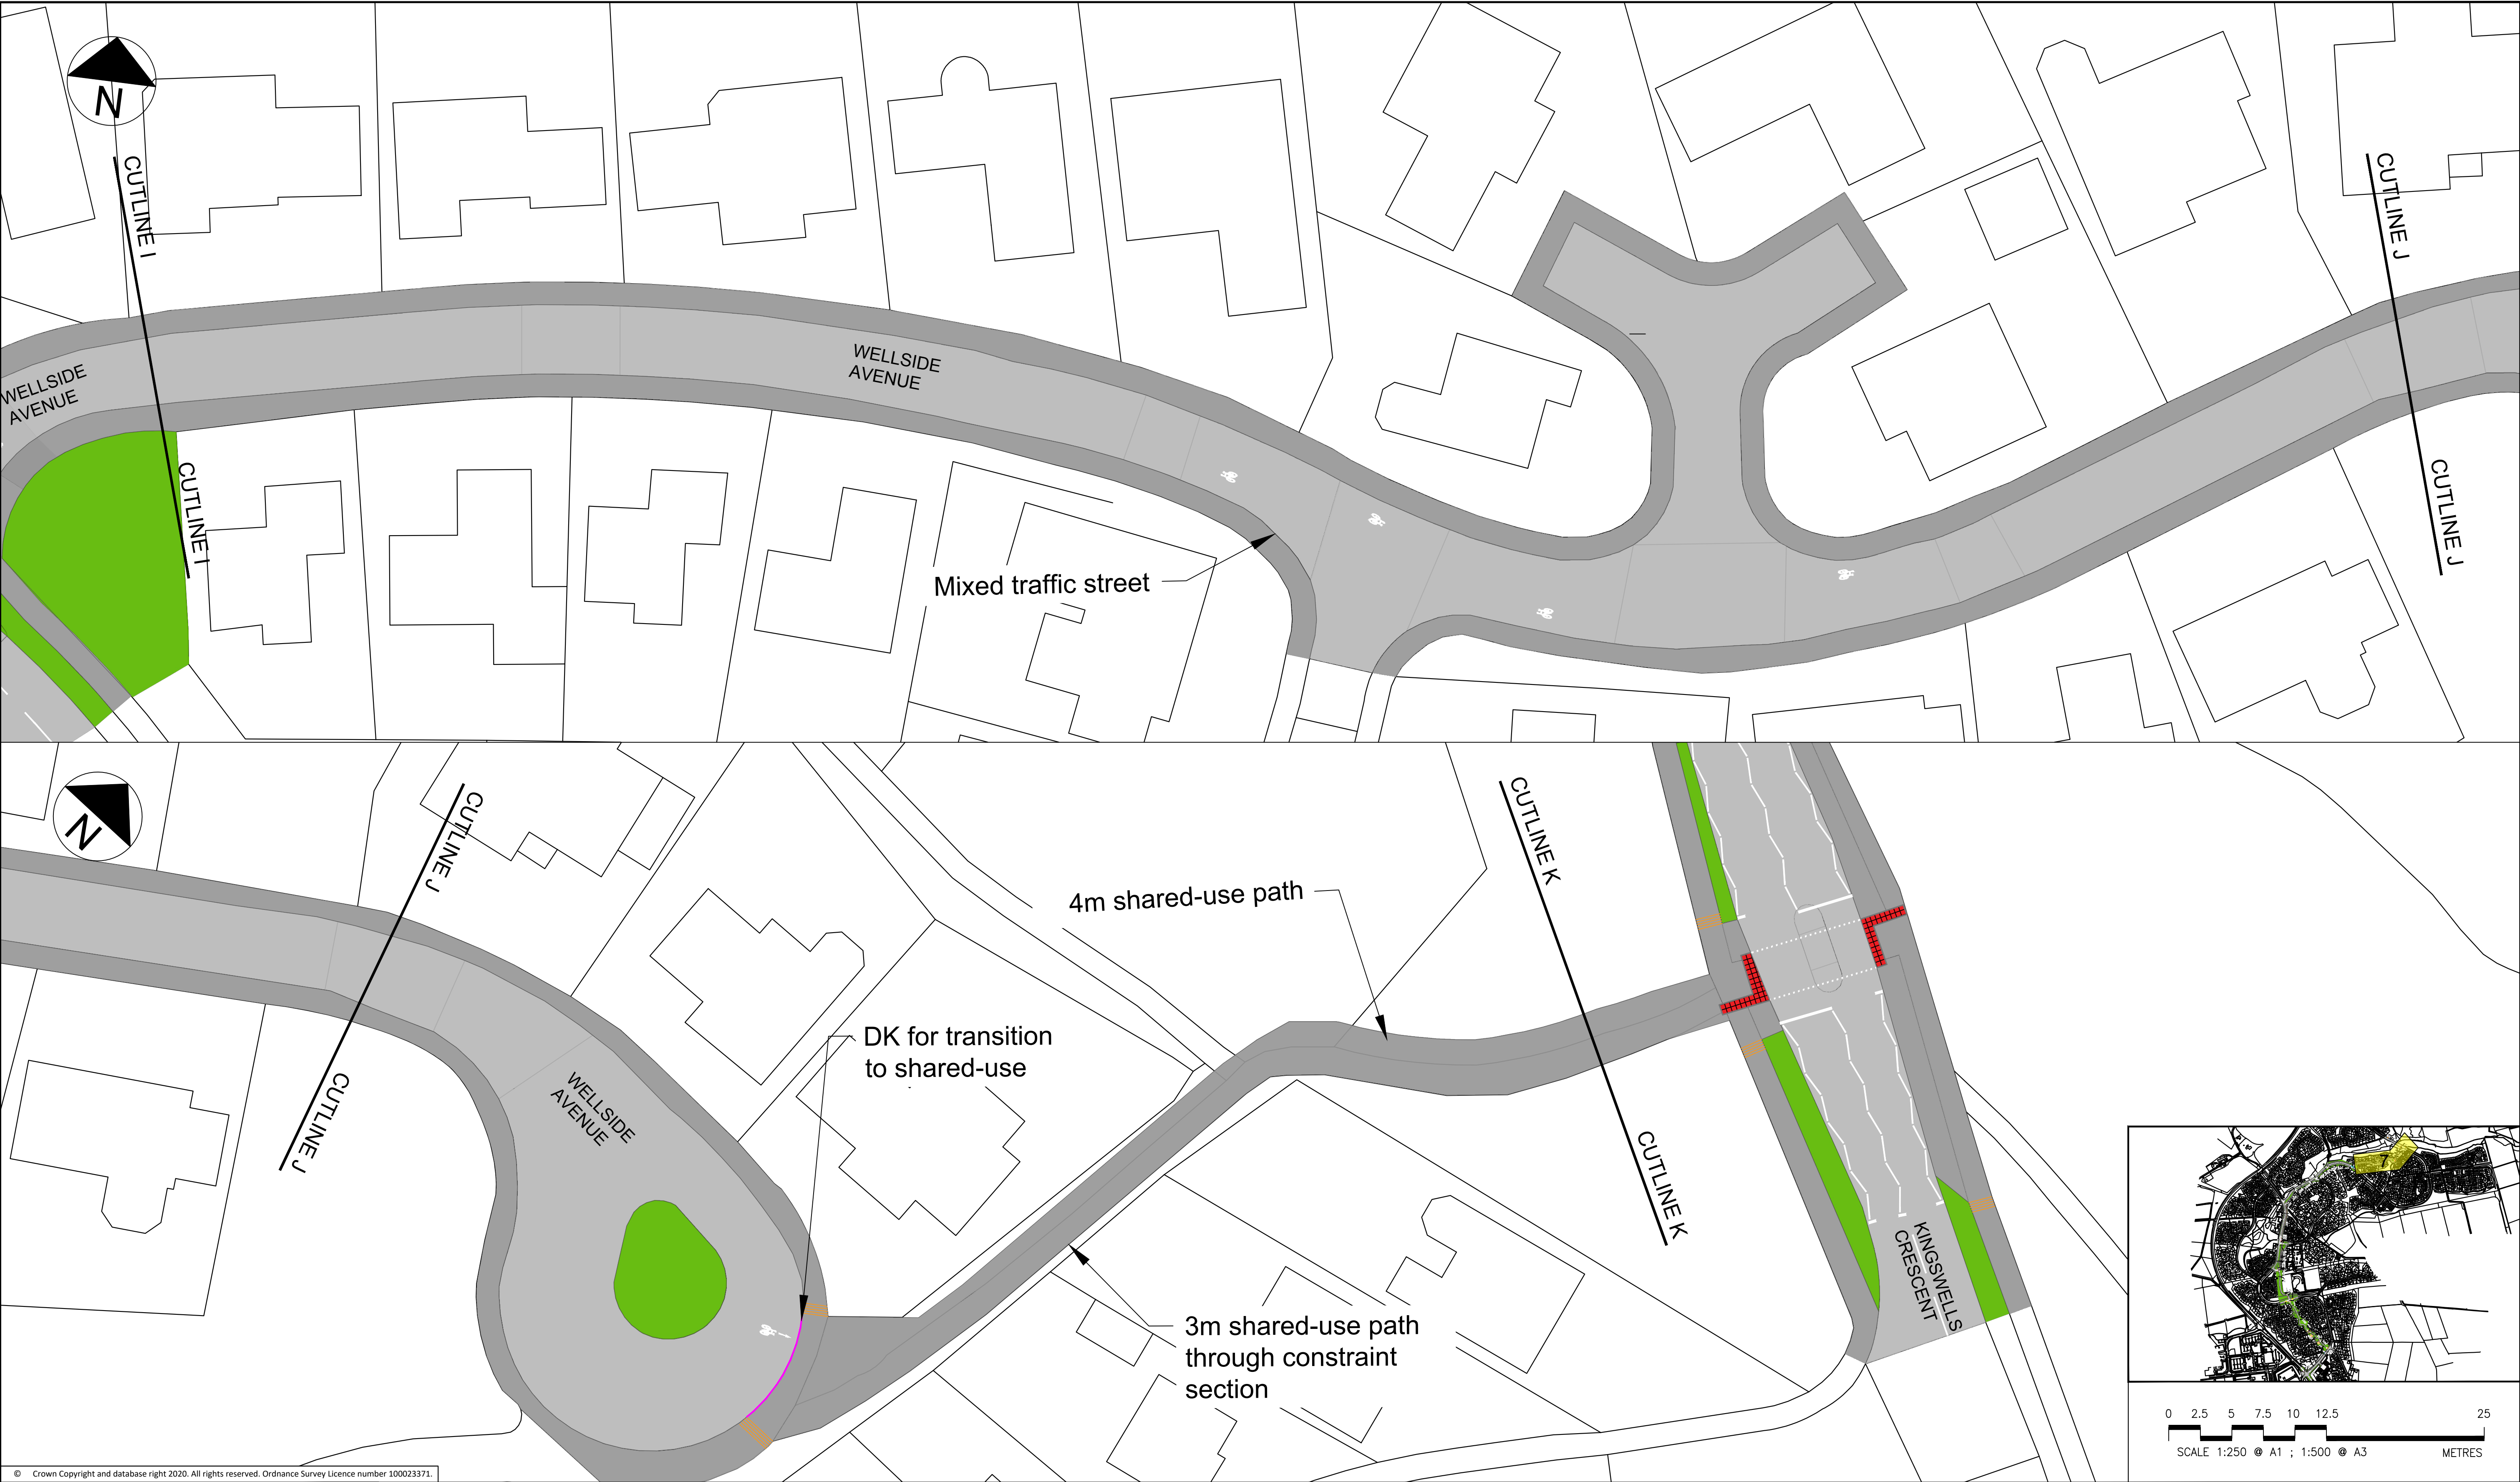 N
CUTLINE I
WELLSIDE
AVENUE
CUTLINE I
WELLSIDE
AVENUE
Mixed traffic street
CUTLINE J
CUTLINE J
N
CUTLINE J
CUTLINE J
WELLSIDE
AVENUE
DK for transition
to shared-use
4m shared-use path
3m shared-use path
through constraint
section
CUTLINE K
CUTLINE K
KINGSWELLS
CRESCENT
7
0 2.5 5 7.5 10 12.5 25
SCALE 1:250 @ A1 ; 1:500 @ A3 METRES
© Crown Copyright and database right 2020. All rights reserved. Ordnance Survey Licence number 100023371.